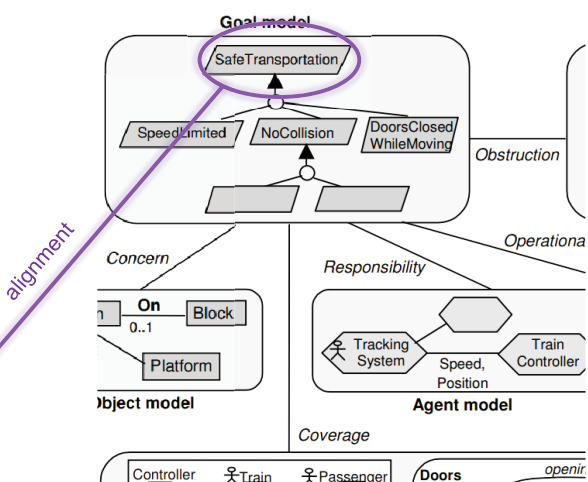 Goal model
SafeTransportation
SpeedLimited
NoCollision
DoorsClosed
WhileMoving
Obstruction
alignment
Concern
Responsibility
Operationa
On
Block
0..1
Platform
Tracking
System
Speed,
Position
Train
Controller
Object model
Agent model
Coverage
Controller
Train
Passenger
Doors